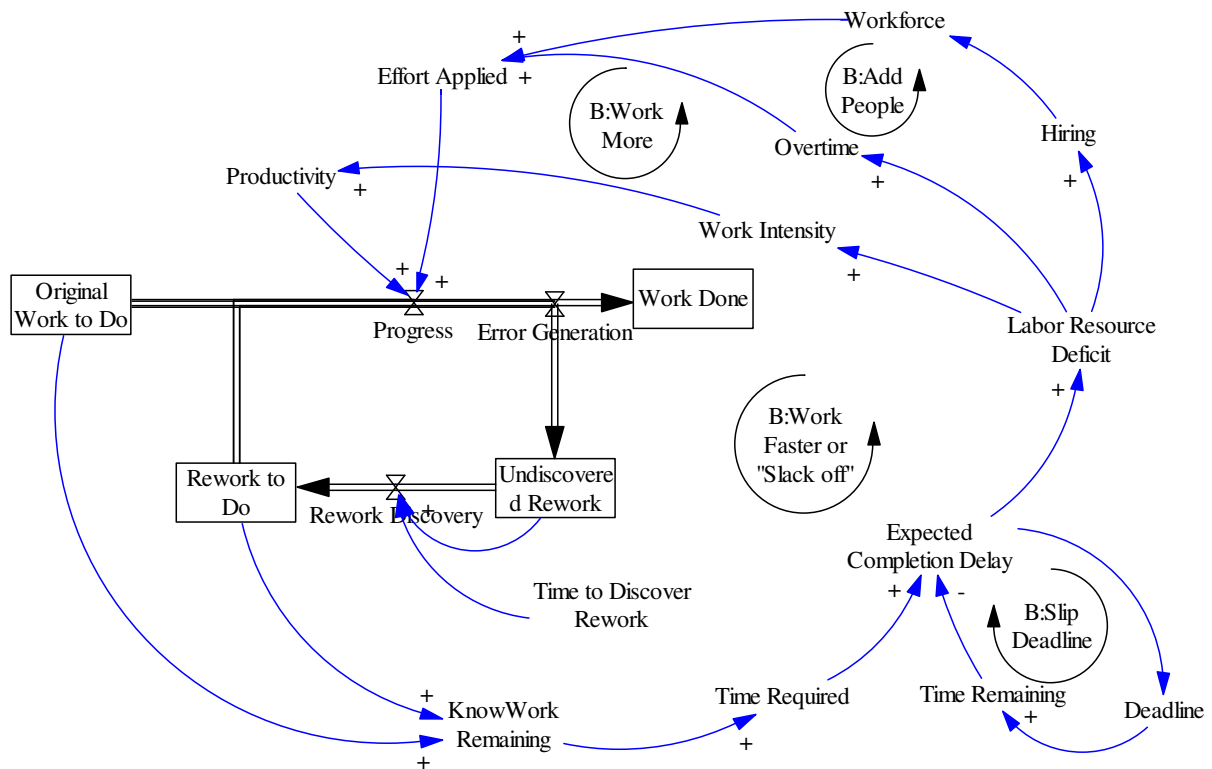 Workforce
+
Effort Applied
+
B:Add
People
B:Work
More
Hiring
+
Overtime
+
Productivity
+
Work Intensity
+
+
+
Original
Work to Do
Work Done
Progress
Error Generation
Labor Resource
Deficit
+
B:Work
Faster or
"Slack off"
Rework to
Do
Undiscovere
d Rework
+
Rework Discovery
Expected
Completion Delay
+
-
Time to Discover
Rework
B:Slip
Deadline
+
KnowWork
Remaining
+
Time Required
+
Time Remaining
+
Deadline